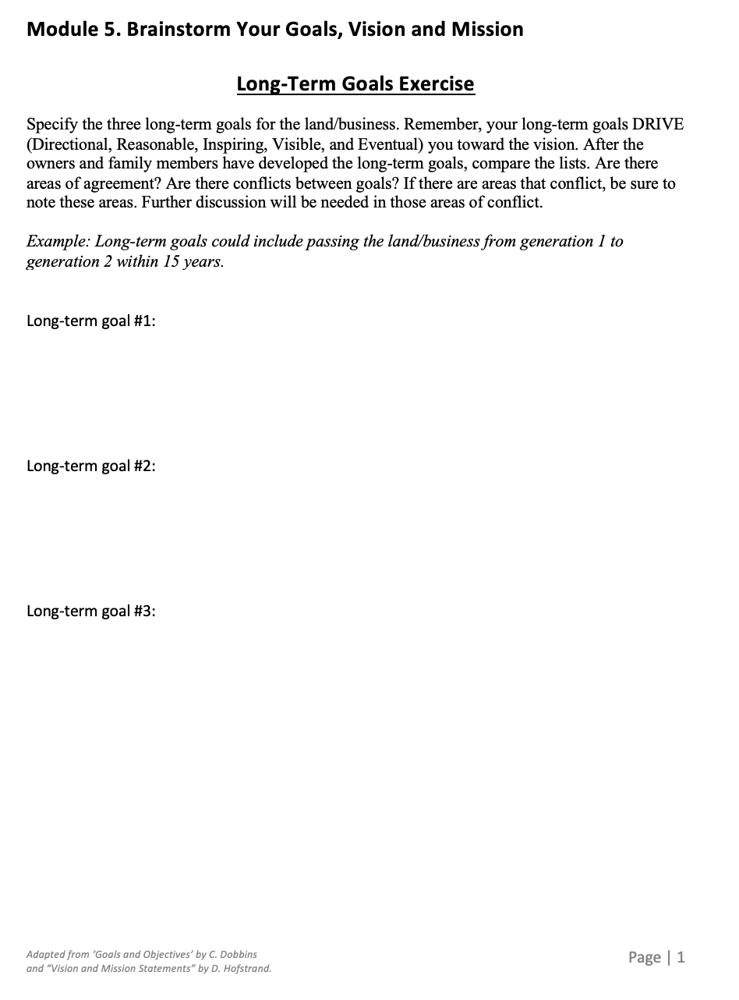 Module 5. Brainstorm Your Goals, Vision and Mission
Long-Term Goals Exercise
Specify the three long-term goals for the land/business. Remember, your long-term goals DRIVE
(Directional, Reasonable, Inspiring, Visible, and Eventual) you toward the vision. After the
owners and family members have developed the long-term goals, compare the lists. Are there
areas of agreement? Are there conflicts between goals? If there are areas that conflict, be sure to
note these areas. Further discussion will be needed in those areas of conflict.
Example: Long-term goals could include passing the land/business from generation 1 to
generation 2 within 15 years.
Long-term goal #1:
Long-term goal #2:
Long-term goal #3:
Adapted from ‘Goals and Objectives’ by C. Dobbins
and “Vision and Mission Statements” by D. Hofstrand.
Page | 1